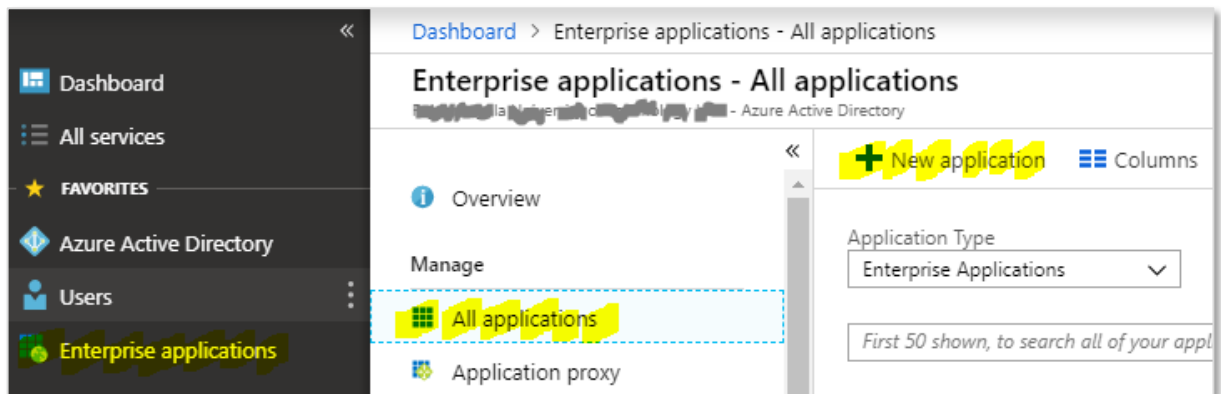 Dashboard
All services
FAVORITES
Azure Active Directory
Users
Enterprise applications
Dashboard > Enterprise applications - All applications
Enterprise applications - All applications
- Azure Active Directory
Overview
Manage
All applications
Application proxy
New application Columns
Application Type
Enterprise Applications
First 50 shown, to search all of your appl